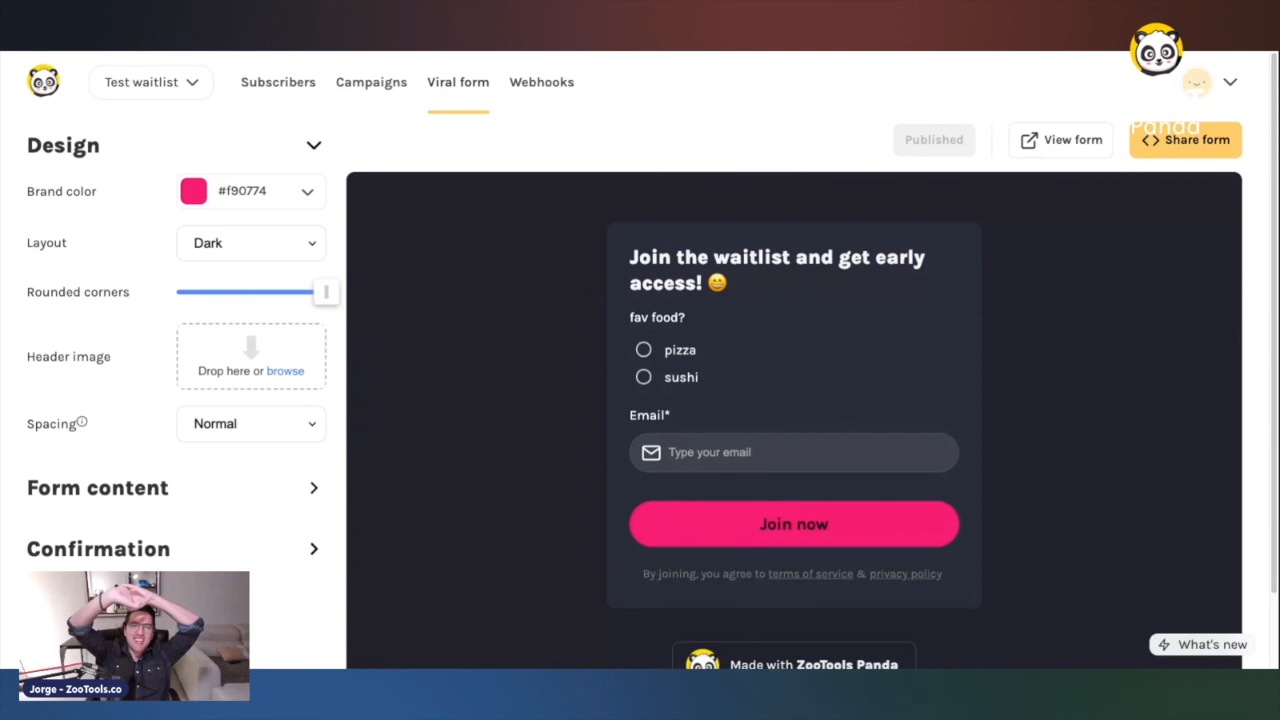 Test waitlist
Subscribers
Campaigns
Viral form
Webhooks
Panda
Design
Published
View form
Share form
Brand color
#f90774
Layout
Dark
Rounded corners
Header image
Drop here or browse
Spacing
Normal
Form content
Confirmation
Join the waitlist and get early
access! 😄
fav food?
pizza
sushi
Email*
Type your email
Join now
By joining, you agree to terms of service & privacy policy
Made with ZooTools Panda
What's new
Jorge - ZooTools.co